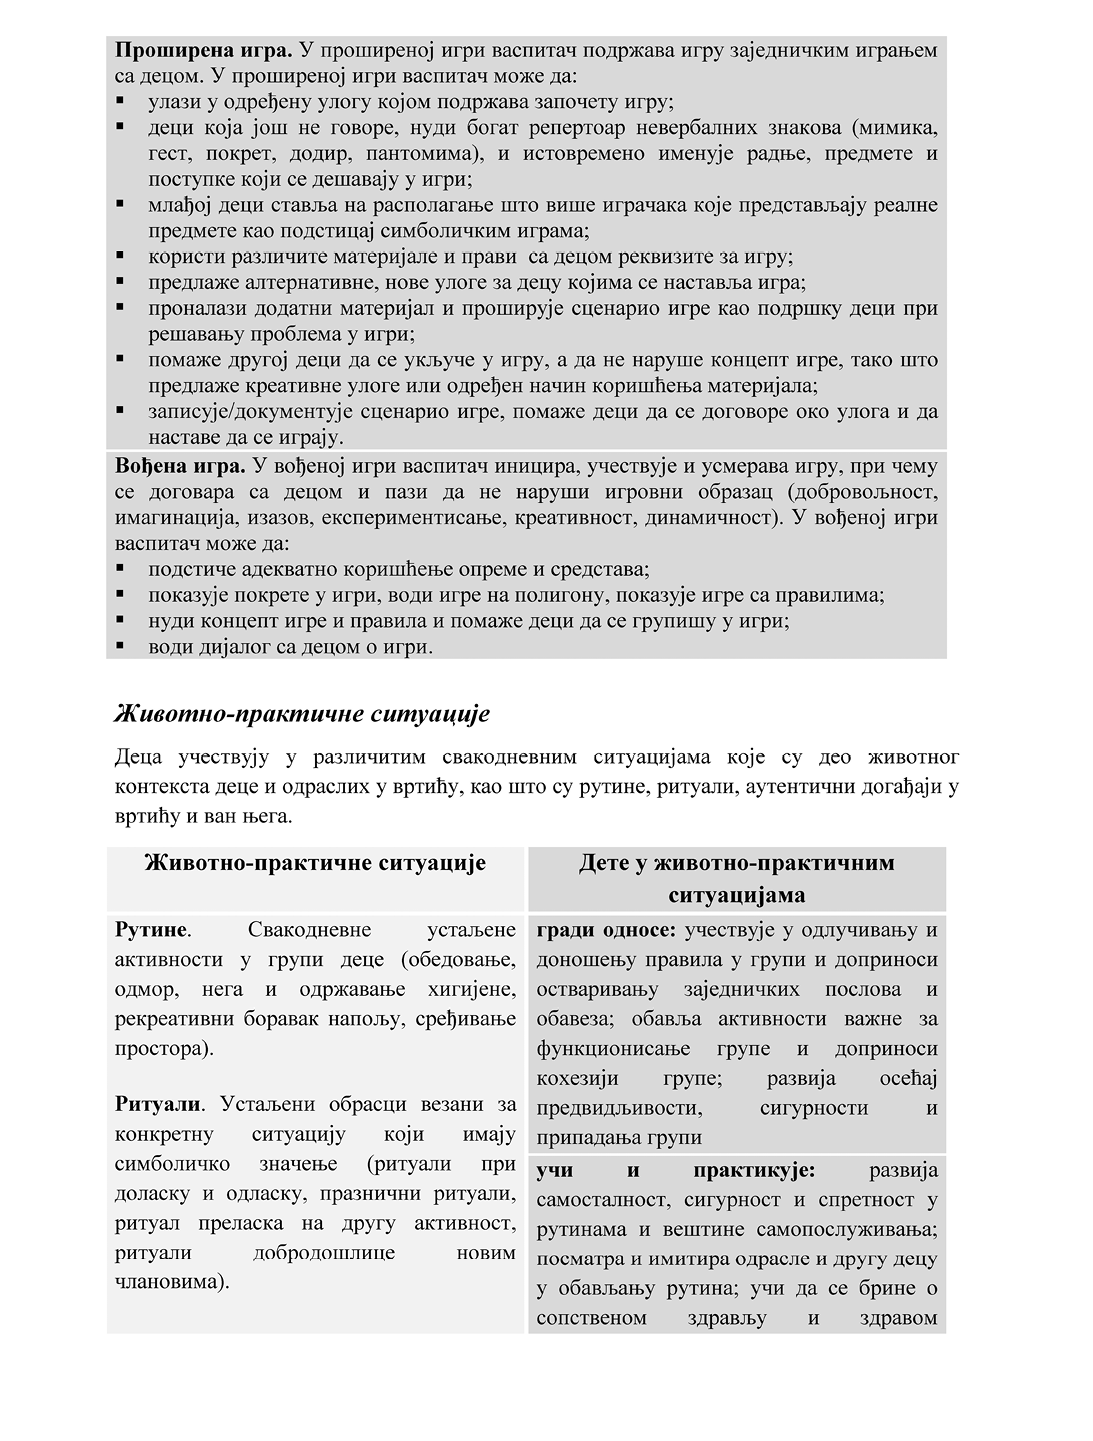 Проширена игра. У проширеној игри васпитач подржава игру заједничким играњем
са децом. У проширеној игри васпитач може да:
▪ улази у одређену улогу којом подржава започету игру;
▪ деци која још не говоре, нуди богат репертоар невербалних знакова (мимика,
гест, покрет, додир, пантомима), и истовремено именује радње, предмете и
поступке који се дешавају у игри;
▪ млађој деци ставља на располагање што више играчака које представљају реалне
предмете као подстицај симболичким играма;
▪ користи различите материјале и прави са децом реквизите за игру;
▪ предлаже алтернативне, нове улоге за децу којима се наставља игра;
▪ проналази додатни материјал и проширује сценарио игре као подршку деци при
решавању проблема у игри;
▪ помаже другој деци да се укључе у игру, а да не наруше концепт игре, тако што
предлаже креативне улоге или одређен начин коришћења материјала;
▪ записује/документује сценарио игре, помаже деци да се договоре око улога и да
наставе да се играју.
Вођена игра. У вођеној игри васпитач иницира, учествује и усмерава игру, при чему
се договара са децом и пази да не наруши игровни образац (добровољност,
имагинација, изазов, експериментисање, креативност, динамичност). У вођеној игри
васпитач може да:
▪ подстиче адекватно коришћење опреме и средстава;
▪ показује покрете у игри, води игре на полигону, показује игре са правилима;
▪ нуди концепт игре и правила и помаже деци да се групишу у игри;
▪ води дијалог са децом о игри.
Животно-практичне ситуације
Деца учествују у различитим свакодневним ситуацијама које су део животног
контекста деце и одраслих у вртићу, као што су рутине, ритуали, аутентични догађаји у
вртићу и ван њега.
Животно-практичне ситуације
Рутине. Свакодневне устаљене
активности у групи деце (обедовање,
одмор, нега и одржавање хигијене,
рекреативни боравак напољу, сређивање
простора).
Ритуали. Устаљени обрасци везани за
конкретну ситуацију који имају
симболичко значење (ритуали при
доласку и одласку, празнични ритуали,
ритуал преласка на другу активност,
ритуали добродошлице новим
члановима).
Дете у животно-практичним
ситуацијама
гради односе: учествује у одлучивању и
доношењу правила у групи и доприноси
остваривању заједничких послова и
обавеза; обавља активности важне за
функционисање групе и доприноси
кохезији групе; развија осећај
предвидљивости, сигурности и
припадања групи
учи и практикује: развија
самосталност, сигурност и спретност у
рутинама и вештине самопослуживања;
посматра и имитира одрасле и другу децу
у обављању рутина; учи да се брине о
сопственом здрављу и здравом